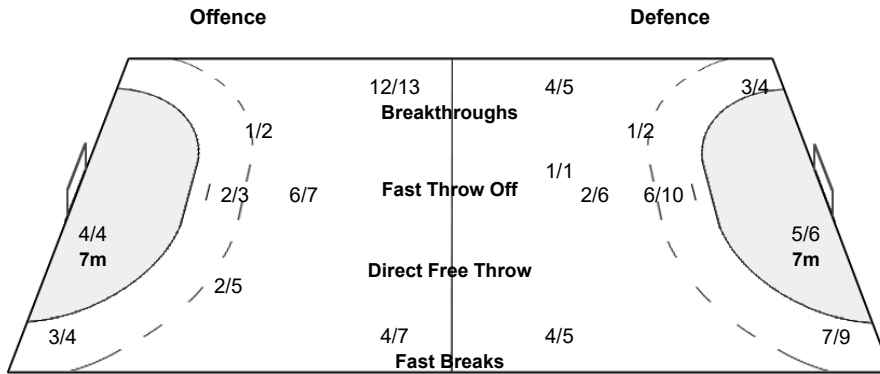 Offence Defence
12/13 4/5 3/4
Breakthroughs
1/2 1/2
1/1
Fast Throw Off
2/3 6/7 2/6 6/10
4/4 5/6
7m 7m
Direct Free Throw
2/5
3/4 4/7 4/5 7/9
Fast Breaks